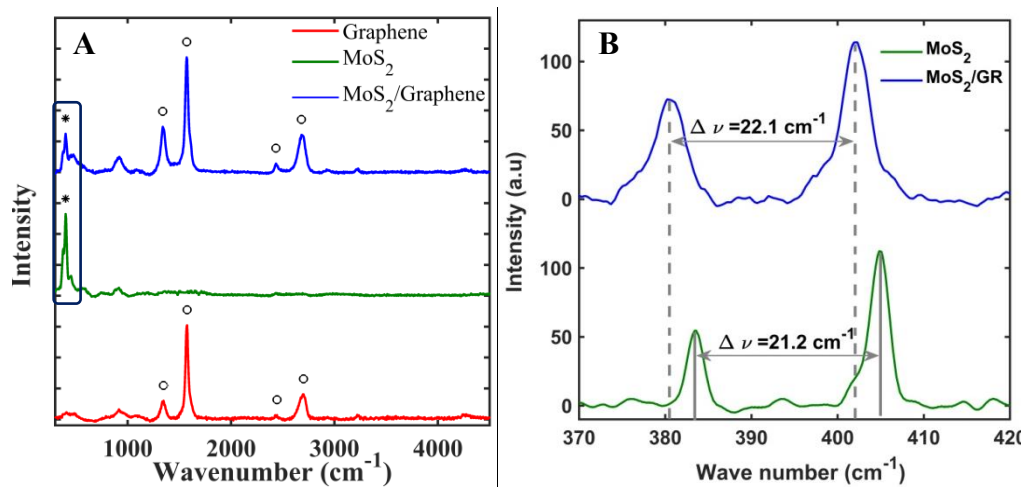 A
Graphene
MoS2
MoS2/Graphene
*
*
Intensity
1000 2000 3000 4000
Wavenumber (cm-1)
B
MoS2
MoS2/GR
100
50
0
100
50
0
Δ ν =22.1 cm-1
Δ ν =21.2 cm-1
Intensity (a.u)
370 380 390 400 410 420
Wave number (cm-1)